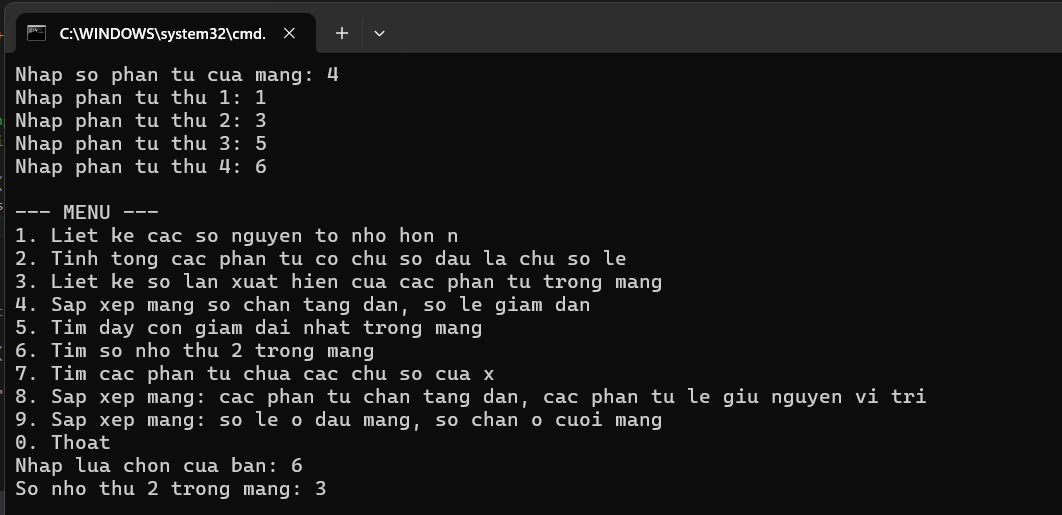 C:\WINDOWS\system32\cmd.
Nhap so phan tu cua mang: 4
Nhap phan tu thu 1: 1
Nhap phan tu thu 2: 3
Nhap phan tu thu 3: 5
Nhap phan tu thu 4: 6
--- MENU ---
1. Liet ke cac so nguyen to nho hon n
2. Tinh tong cac phan tu co chu so dau la chu so le
3. Liet ke so lan xuat hien cua cac phan tu trong mang
4. Sap xep mang so chan tang dan, so le giam dan
5. Tim day con giam dai nhat trong mang
6. Tim so nho thu 2 trong mang
7. Tim cac phan tu chua cac chu so cua x
8. Sap xep mang: cac phan tu chan tang dan, cac phan tu le giu nguyen vi tri
9. Sap xep mang: so le o dau mang, so chan o cuoi mang
0. Thoat
Nhap lua chon cua ban: 6
So nho thu 2 trong mang: 3